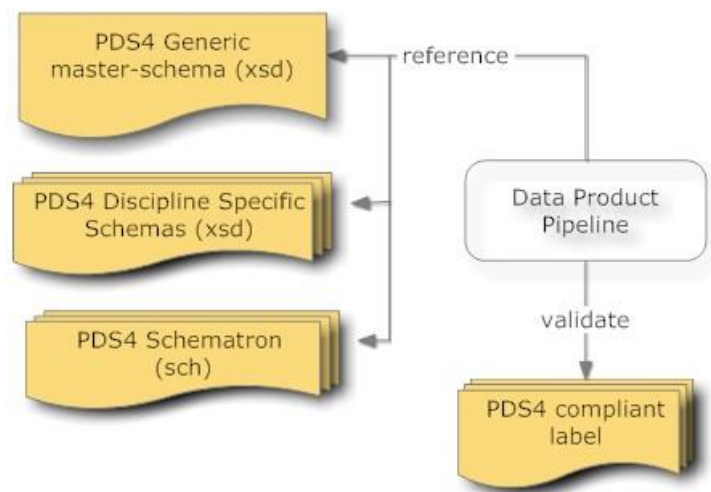 PDS4 Generic
master-schema (xsd)
reference
PDS4 Discipline Specific
Schemas (xsd)
Data Product
Pipeline
PDS4 Schematron
(sch)
validate
PDS4 compliant
label